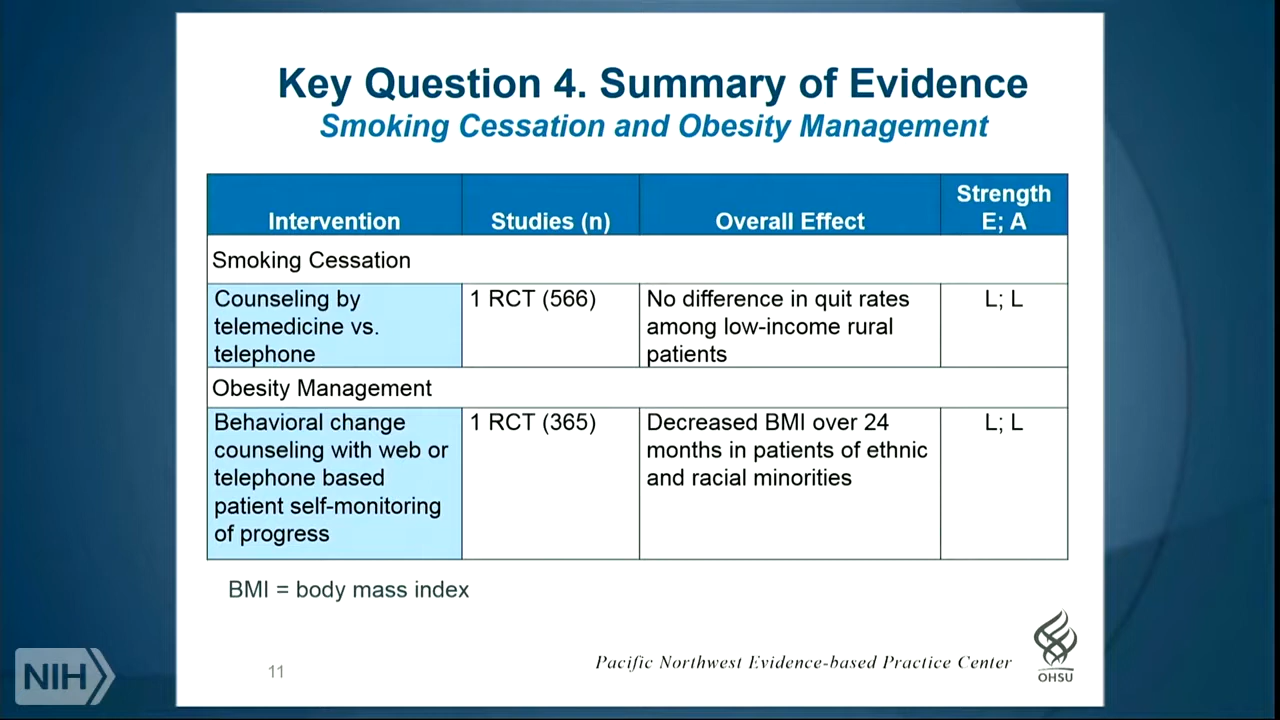 Key Question 4. Summary of Evidence
Smoking Cessation and Obesity Management
Intervention
Studies (n)
Overall Effect
Strength
E; A
Smoking Cessation
Counseling by
telemedicine vs.
telephone
1 RCT (566)
No difference in quit rates
among low-income rural
patients
L; L
Obesity Management
Behavioral change
counseling with web or
telephone based
patient self-monitoring
of progress
1 RCT (365)
Decreased BMI over 24
months in patients of ethnic
and racial minorities
L; L
BMI = body mass index
11
Pacific Northwest Evidence-based Practice Center
OHSU
NIH